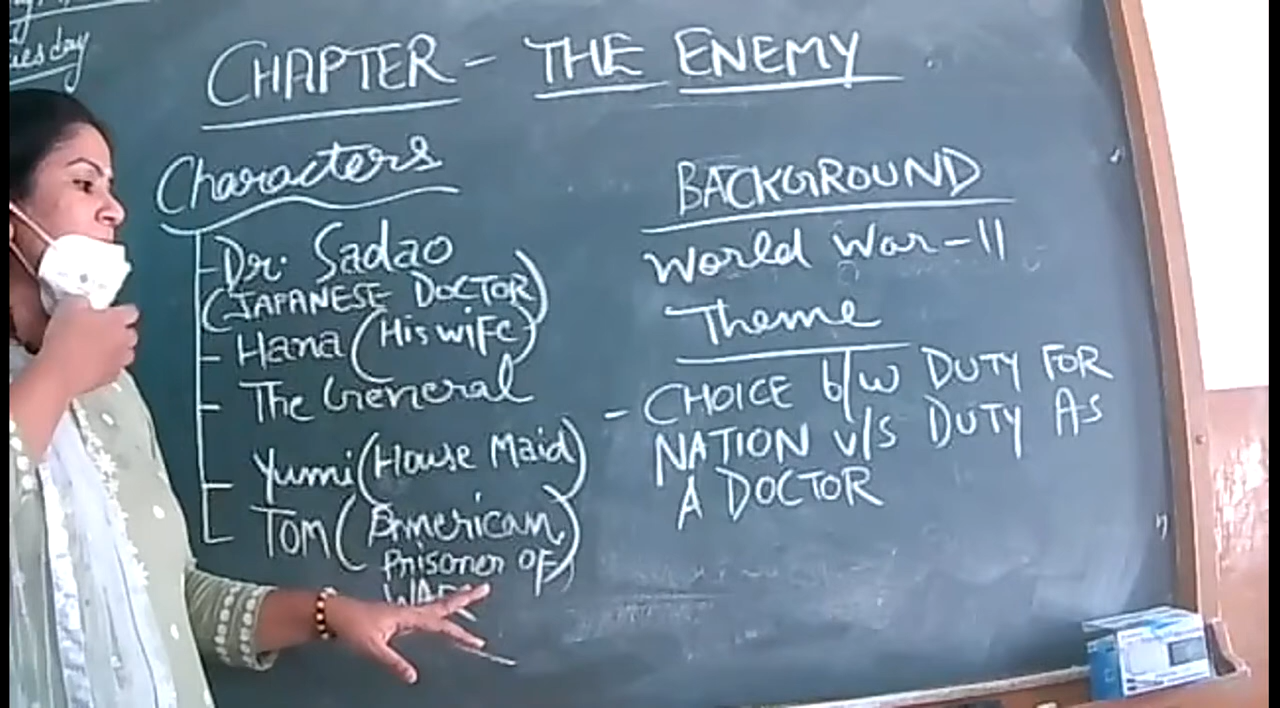 CHAPTER - THE ENEMY
Characters
- Dr. Sadao
(JAPANESE DOCTOR)
- Hana (His wife)
- The General
- Yumi (House Maid)
- Tom (American
Prisoner OF
WAR
BACKGROUND
World War-II
Theme
- CHOICE b/w DUTY FOR
NATION v/s DUTY AS
A DOCTOR